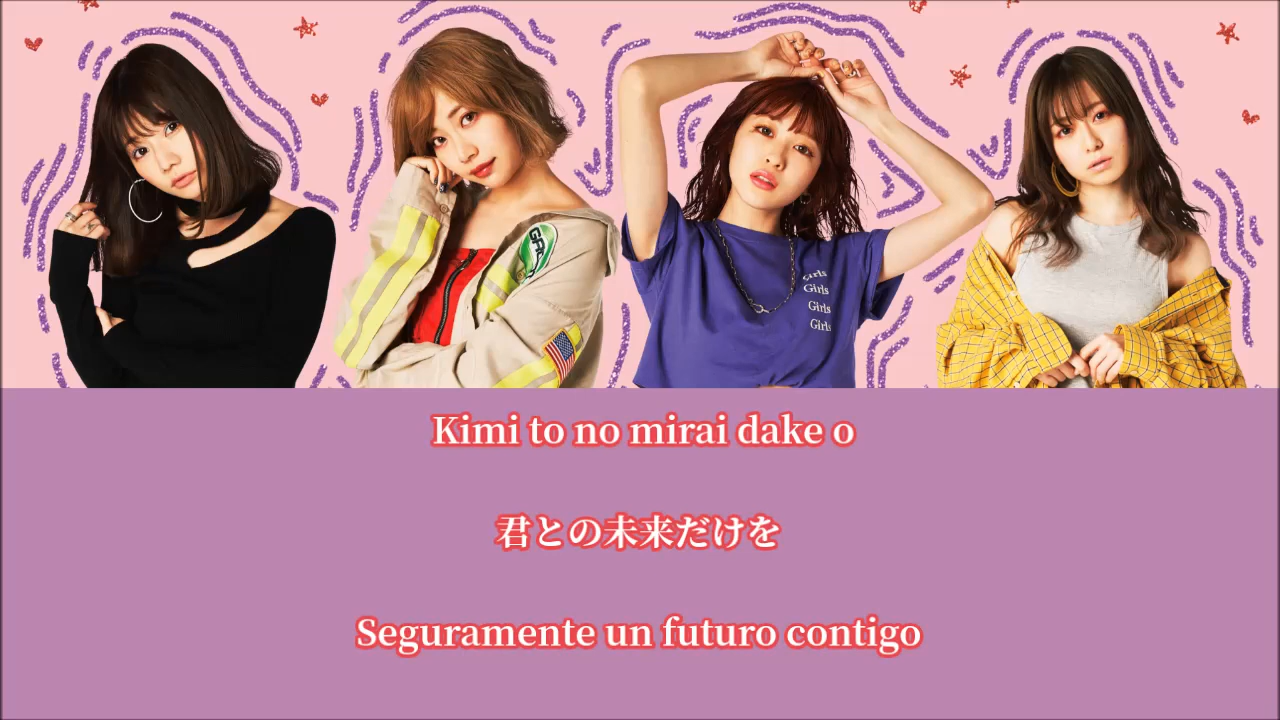 GAP
Girls
Girls
Girls
Girls
Kimi to no mirai dake o
君との未来だけを
Seguramente un futuro contigo